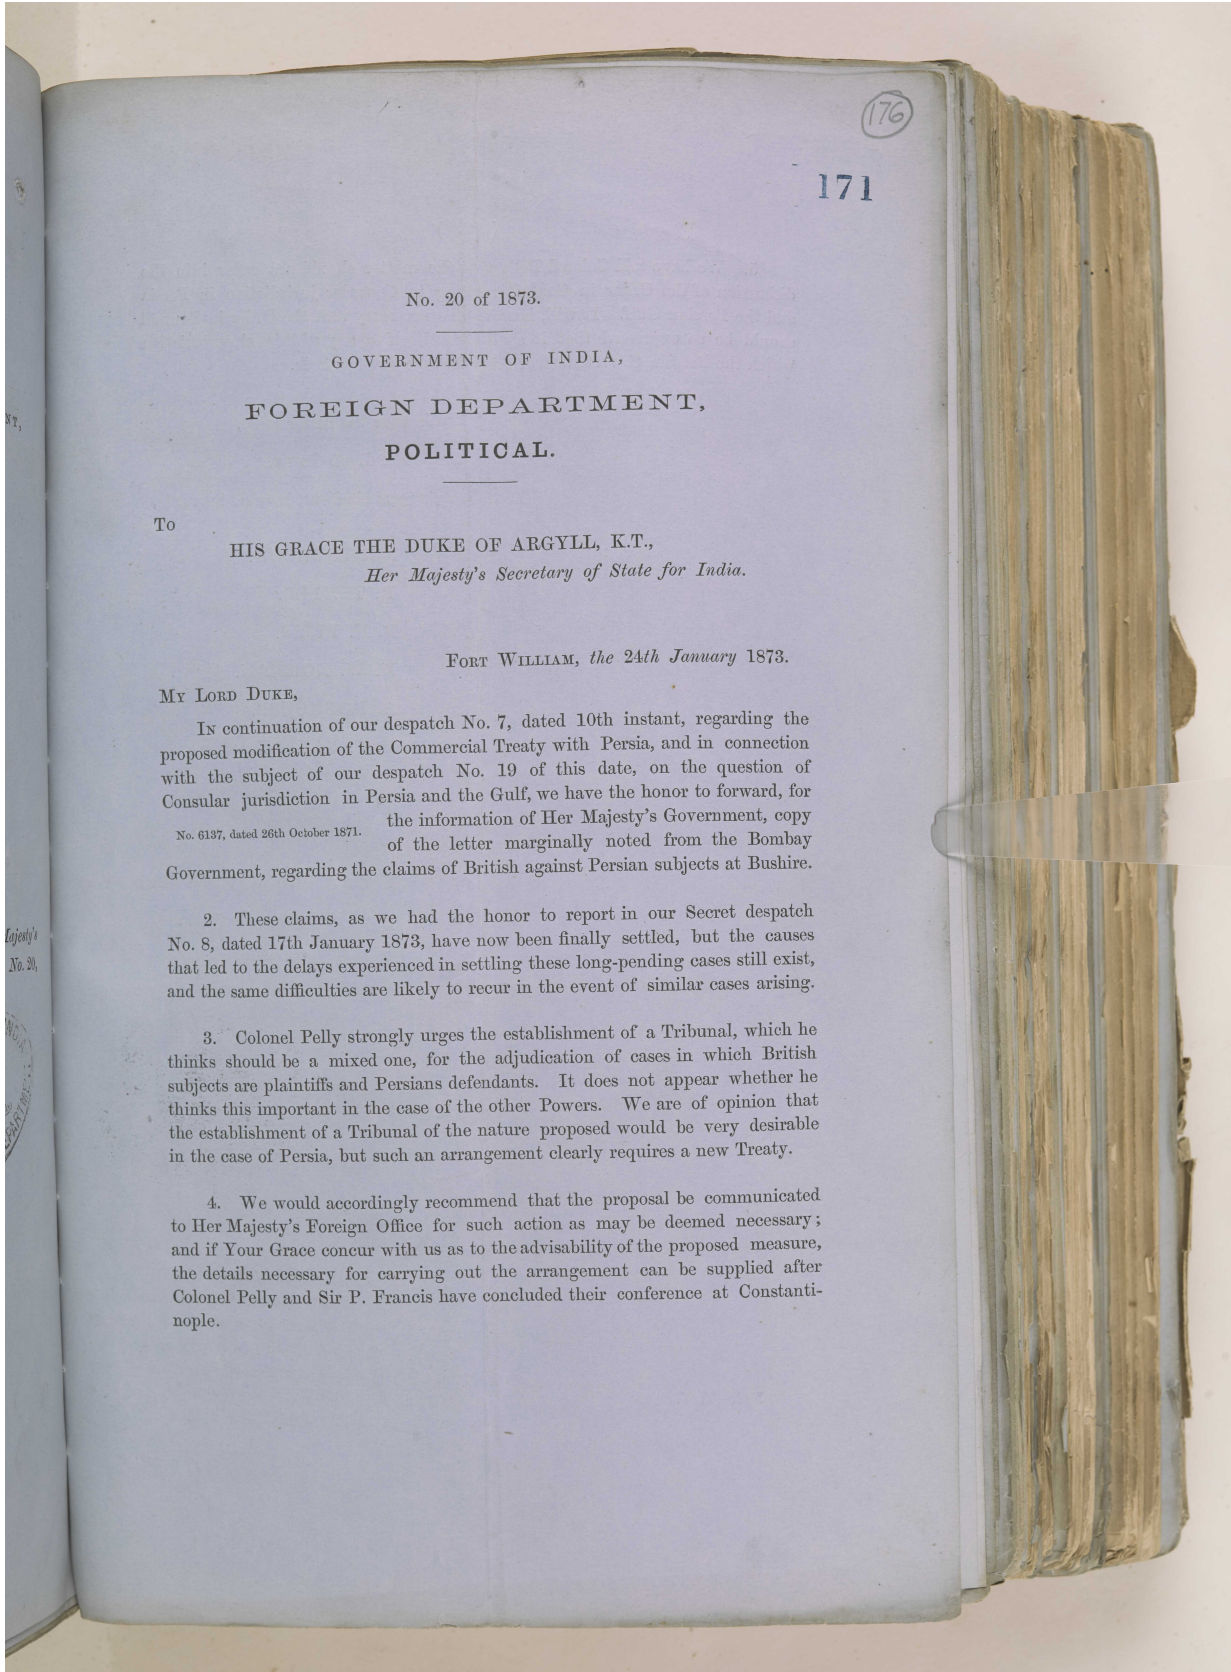 176
171
No. 20 of 1873.
GOVERNMENT OF INDIA,
FOREIGN DEPARTMENT,
POLITICAL.
To
HIS GRACE THE DUKE OF ARGYLL, K.T.,
Her Majesty's Secretary of State for India.
FORT WILLIAM, the 24th January 1873.
MY LORD DUKE,
IN continuation of our despatch No. 7, dated 10th instant, regarding the
proposed modification of the Commercial Treaty with Persia, and in connection
with the subject of our despatch No. 19 of this date, on the question of
Consular jurisdiction in Persia and the Gulf, we have the honor to forward, for
the information of Her Majesty's Government, copy
No. 6137, dated 26th October 1871.
of the letter marginally noted from the Bombay
Government, regarding the claims of British against Persian subjects at Bushire.
2. These claims, as we had the honor to report in our Secret despatch
No. 8, dated 17th January 1873, have now been finally settled, but the causes
that led to the delays experienced in settling these long-pending cases still exist,
and the same difficulties are likely to recur in the event of similar cases arising.
3. Colonel Pelly strongly urges the establishment of a Tribunal, which he
thinks should be a mixed one, for the adjudication of cases in which British
subjects are plaintiffs and Persians defendants. It does not appear whether he
thinks this important in the case of the other Powers. We are of opinion that
the establishment of a Tribunal of the nature proposed would be very desirable
in the case of Persia, but such an arrangement clearly requires a new Treaty.
4. We would accordingly recommend that the proposal be communicated
to Her Majesty's Foreign Office for such action as may be deemed necessary;
and if Your Grace concur with us as to the advisability of the proposed measure,
the details necessary for carrying out the arrangement can be supplied after
Colonel Pelly and Sir P. Francis have concluded their conference at Constanti-
nople.
No. 20,